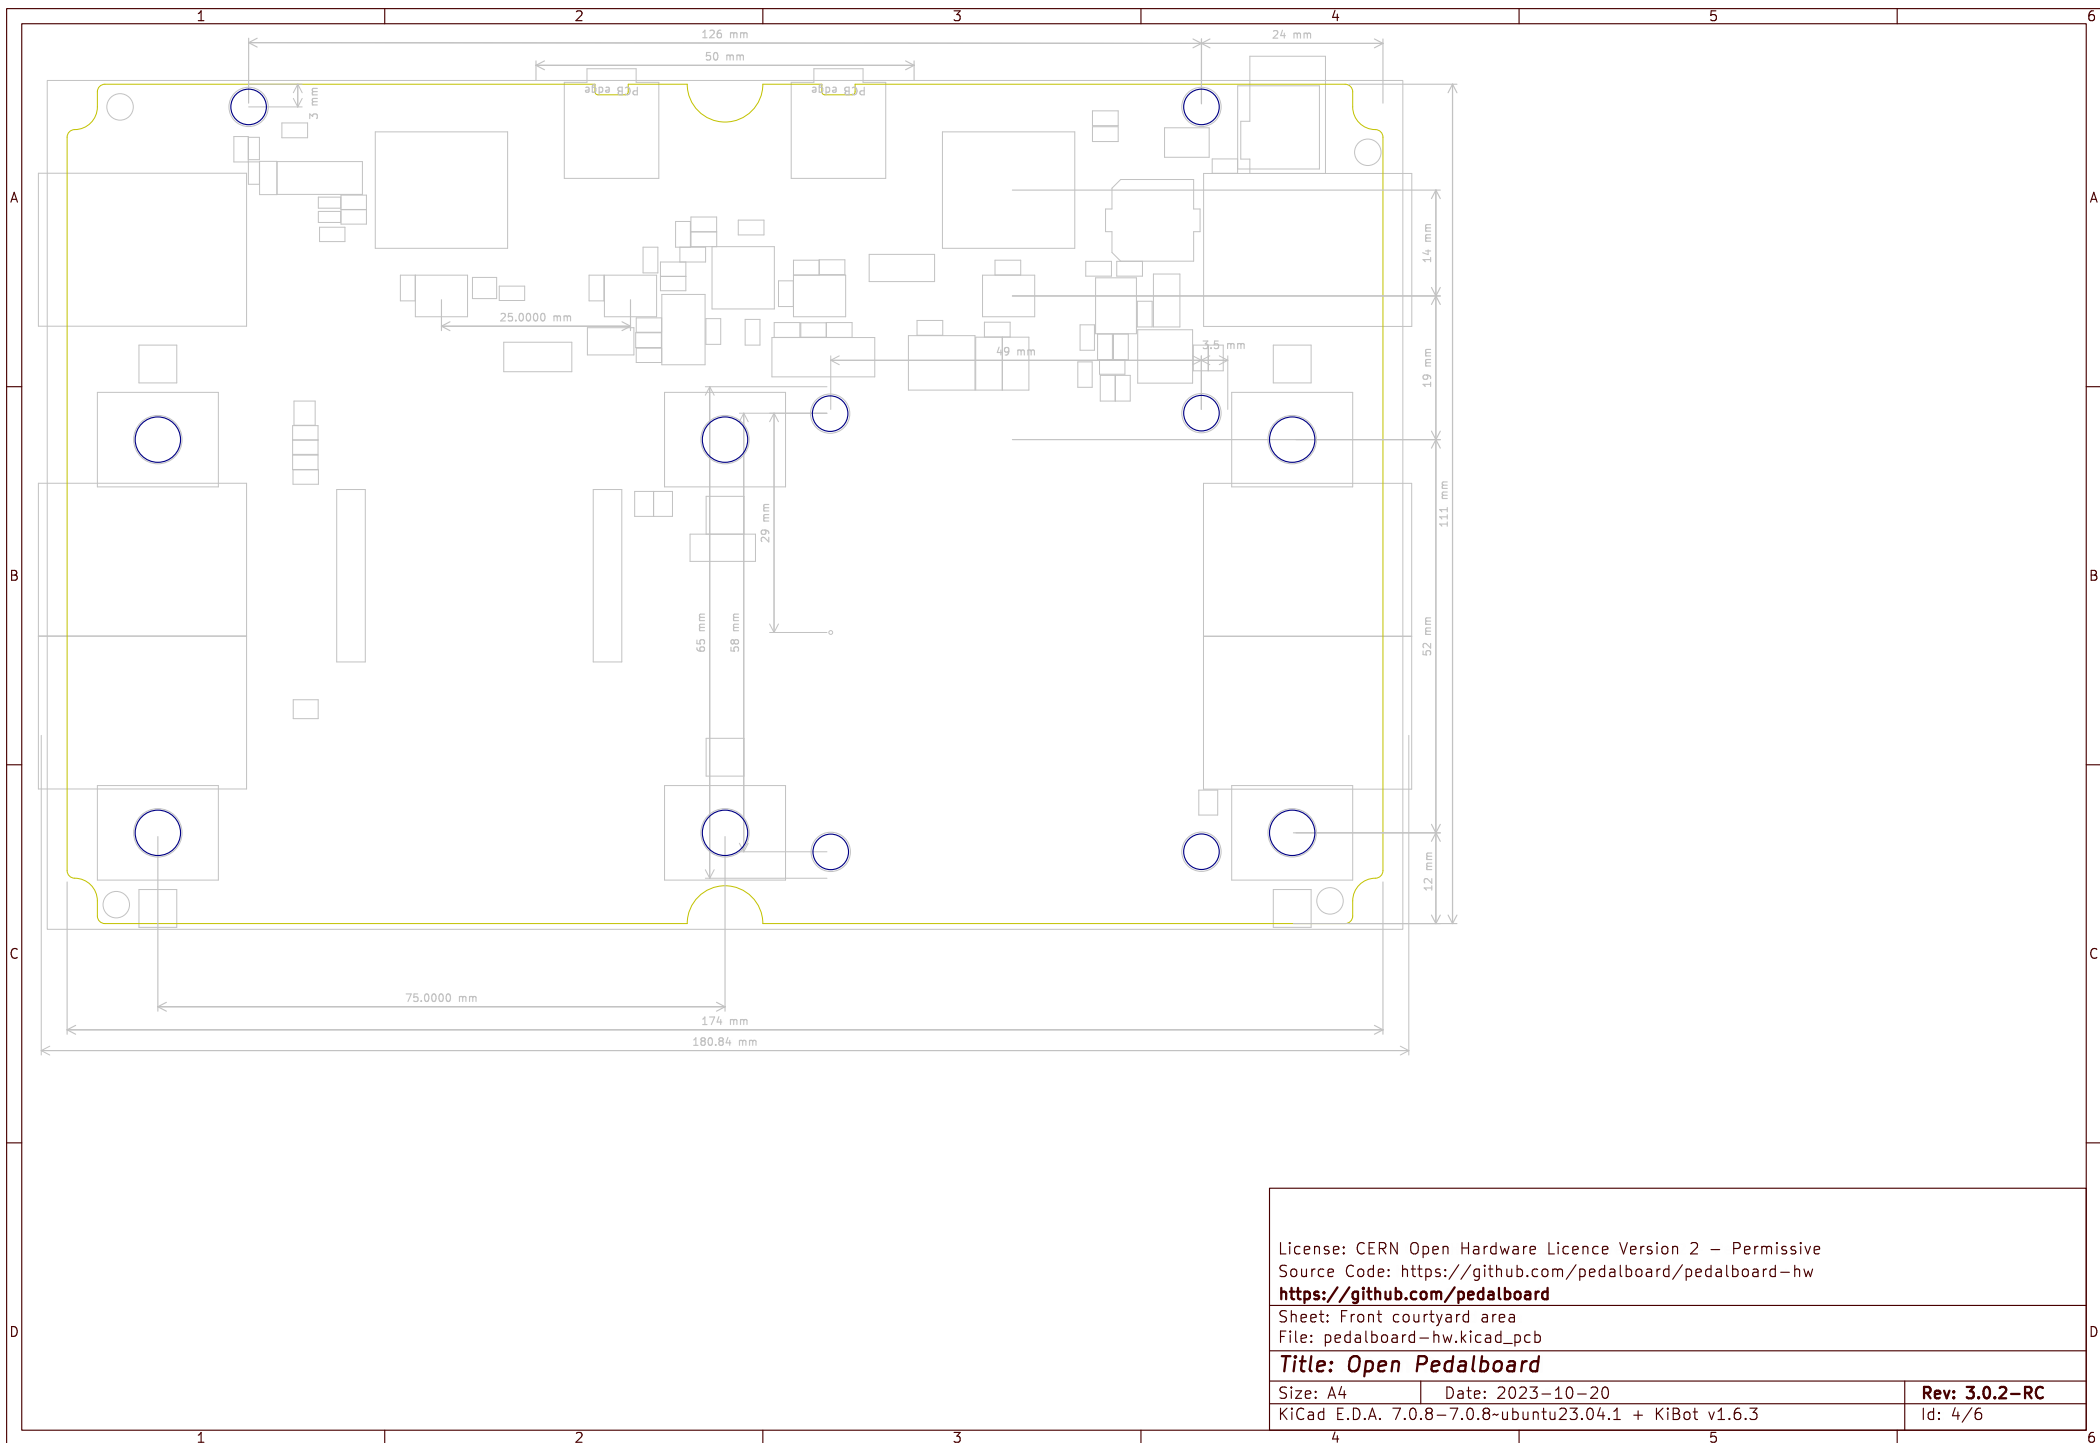 1 2 3 4 5 6
126 mm 24 mm
50 mm
PCB edge PCB edge
3 mm
A A
14 mm
25.0000 mm
49 mm 3.5 mm
19 mm
29 mm
111 mm
B B
65 mm 58 mm 52 mm
12 mm
C C
75.0000 mm
174 mm
180.84 mm
License: CERN Open Hardware Licence Version 2 – Permissive
Source Code: https://github.com/pedalboard/pedalboard-hw
https://github.com/pedalboard
Sheet: Front courtyard area
D D
File: pedalboard-hw.kicad_pcb
Title: Open Pedalboard
Size: A4 Date: 2023-10-20 Rev: 3.0.2-RC
KiCad E.D.A. 7.0.8-7.0.8~ubuntu23.04.1 + KiBot v1.6.3 Id: 4/6
1 2 3 4 5 6